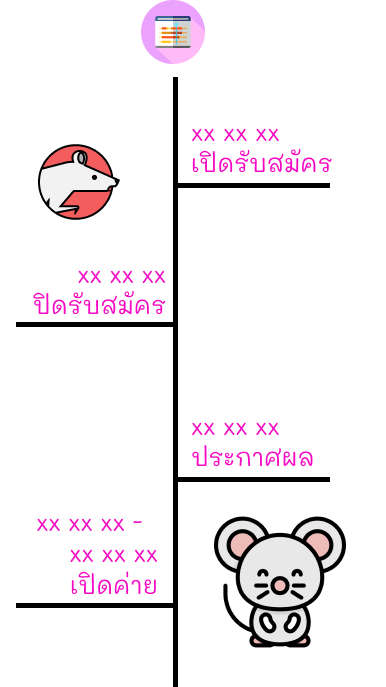 xx xx xx
เปิดรับสมัคร
xx xx xx
ปิดรับสมัคร
xx xx xx
ประกาศผล
xx xx xx -
xx xx xx
เปิดค่าย